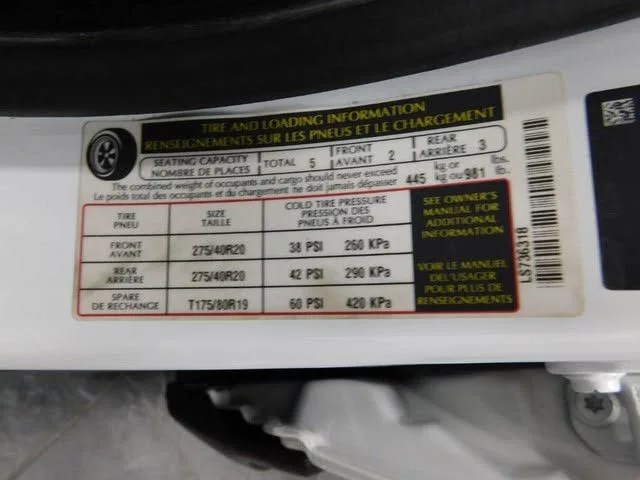 TIRE AND LOADING INFORMATION
RENSEIGNEMENTS SUR LES PNEUS ET LE CHARGEMENT
SEATING CAPACITY
NOMBRE DE PLACES
TOTAL 5
FRONT
AVANT 2
REAR
ARRIÈRE 3
The combined weight of occupants and cargo should never exceed
Le poids total des occupants et du chargement ne doit jamais dépasser
445 kg or
kg ou 981 lbs.
lb.
TIRE
PNEU
SIZE
TAILLE
COLD TIRE PRESSURE
PRESSION DES
PNEUS À FROID
SEE OWNER'S
MANUAL FOR
ADDITIONAL
INFORMATION
FRONT
AVANT
275/40R20
38 PSI 260 KPa
REAR
ARRIÈRE
275/40R20
42 PSI 290 KPa
SPARE
DE RECHANGE
T175/80R19
60 PSI 420 KPa
VOIR LE MANUEL
DEL'USAGER
POUR PLUS DE
RENSEIGNEMENTS
LS736318